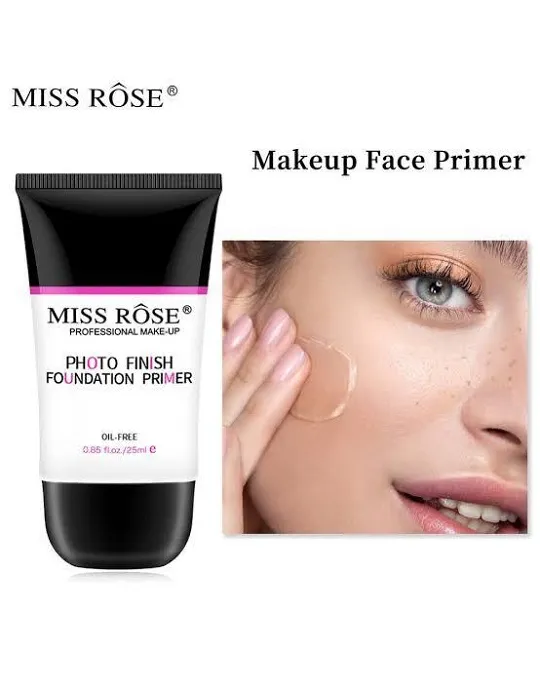 MISS RÔSE®
Makeup Face Primer
MISS RÔSE®
PROFESSIONAL MAKE-UP
PHOTO FINISH
FOUNDATION PRIMER
OIL-FREE
0.85 fl.oz./25ml e